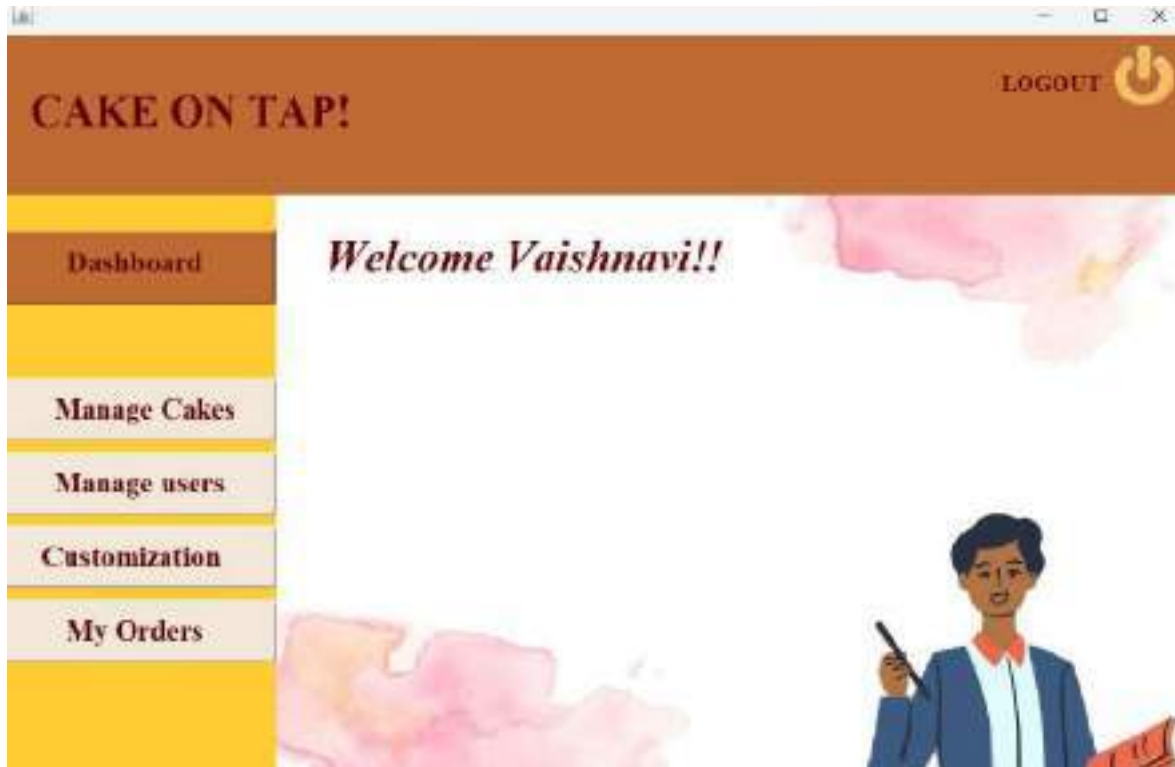 LOGOUT
CAKE ON TAP!
Dashboard
Welcome Vaishnavi!!
Manage Cakes
Manage users
Customization
My Orders